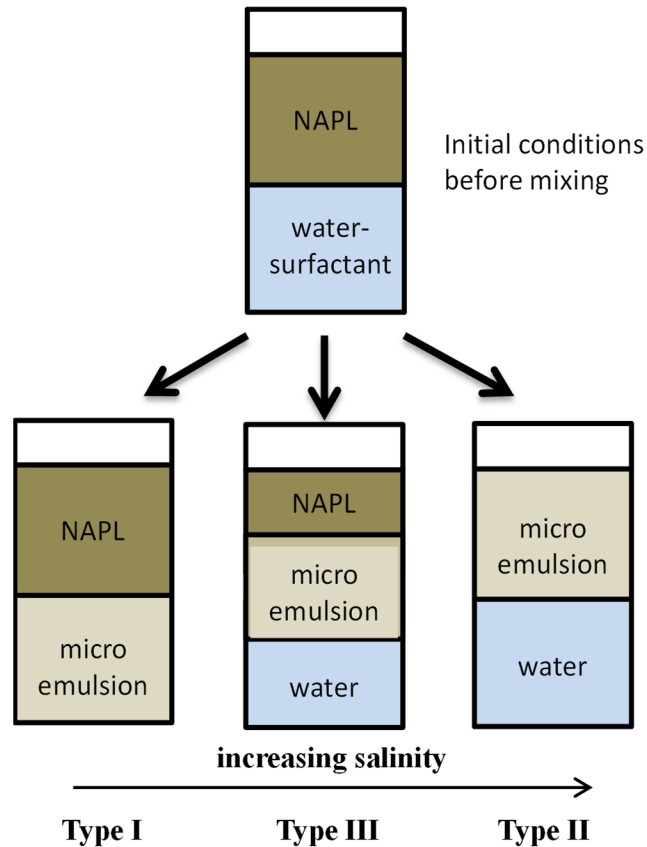 NAPL
water-
surfactant
Initial conditions
before mixing
NAPL
micro
emulsion
NAPL
micro
emulsion
water
micro
emulsion
water
increasing salinity
Type I
Type III
Type II